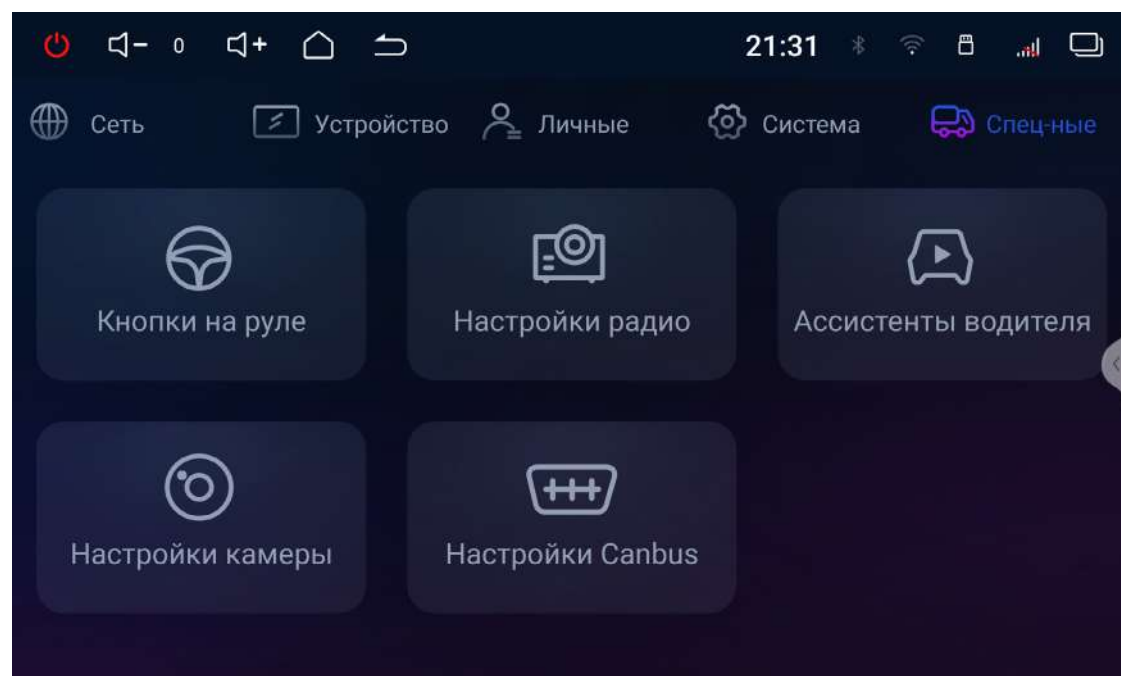 0
21:31
Сеть
Устройство
Личные
Система
Спец-ные
Кнопки на руле
Настройки радио
Ассистенты водителя
Настройки камеры
Настройки Canbus